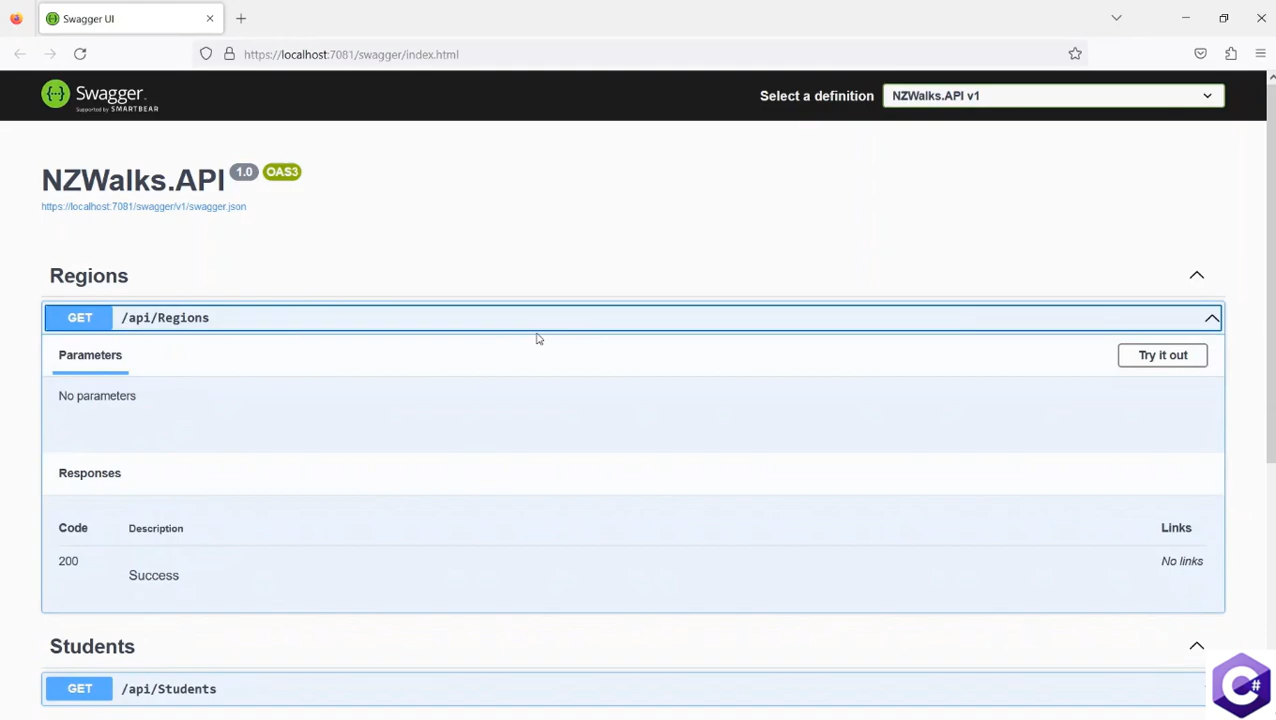 Swagger UI
https://localhost:7081/swagger/index.html
Swagger.
Supported by SMARTBEAR
Select a definition
NZWalks.API v1
NZWalks.API 1.0 OAS3
https://localhost:7081/swagger/v1/swagger.json
Regions
GET /api/Regions
Parameters
Try it out
No parameters
Responses
Code Description Links
200 No links
Success
Students
GET /api/Students
C#